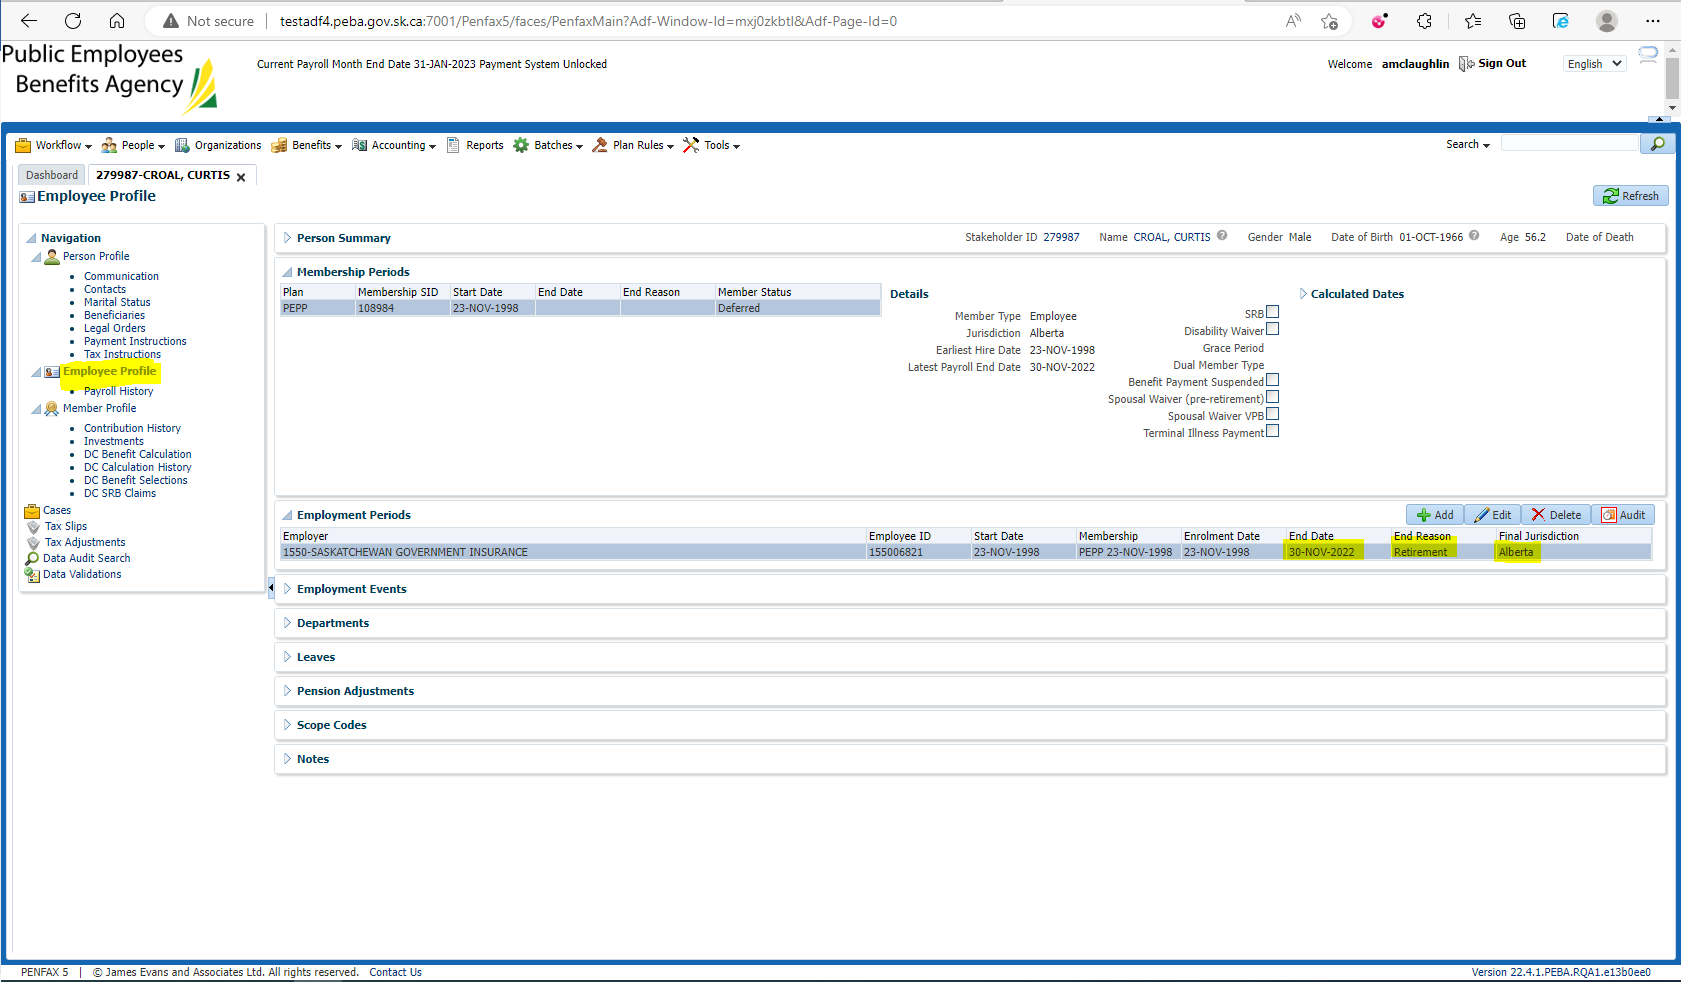 Not secure | testadf4.peba.gov.sk.ca:7001/Penfax5/faces/PenfaxMain?Adf-Window-Id=mxj0zkbtl&Adf-Page-Id=0
Public Employees
Benefits Agency
Current Payroll Month End Date 31-JAN-2023 Payment System Unlocked
Welcome amclaughlin Sign Out English
Workflow People Organizations Benefits Accounting Reports Batches Plan Rules Tools Search
Dashboard 279987-CROAL, CURTIS
Employee Profile
Refresh
Navigation
Person Profile
Communication
Contacts
Marital Status
Beneficiaries
Legal Orders
Payment Instructions
Tax Instructions
Employee Profile
Payroll History
Member Profile
Contribution History
Investments
DC Benefit Calculation
DC Calculation History
DC Benefit Selections
DC SRB Claims
Cases
Tax Slips
Tax Adjustments
Data Audit Search
Data Validations
Person Summary
Stakeholder ID 279987 Name CROAL, CURTIS Gender Male Date of Birth 01-OCT-1966 Age 56.2 Date of Death
Membership Periods
Plan Membership SID Start Date End Date End Reason Member Status
PEPP 108984 23-NOV-1998 Deferred
Details
Member Type Employee
Jurisdiction Alberta
Earliest Hire Date 23-NOV-1998
Latest Payroll End Date 30-NOV-2022
SRB
Disability Waiver
Grace Period
Dual Member Type
Benefit Payment Suspended
Spousal Waiver (pre-retirement)
Spousal Waiver VPB
Terminal Illness Payment
Calculated Dates
Employment Periods
Add Edit Delete Audit
Employer Employee ID Start Date Membership Enrolment Date End Date End Reason Final Jurisdiction
1550-SASKATCHEWAN GOVERNMENT INSURANCE 155006821 23-NOV-1998 PEPP 23-NOV-1998 23-NOV-1998 30-NOV-2022 Retirement Alberta
Employment Events
Departments
Leaves
Pension Adjustments
Scope Codes
Notes
PENFAX 5 | © James Evans and Associates Ltd. All rights reserved. Contact Us
Version 22.4.1.PEBA.RQA1.e13b0ee0